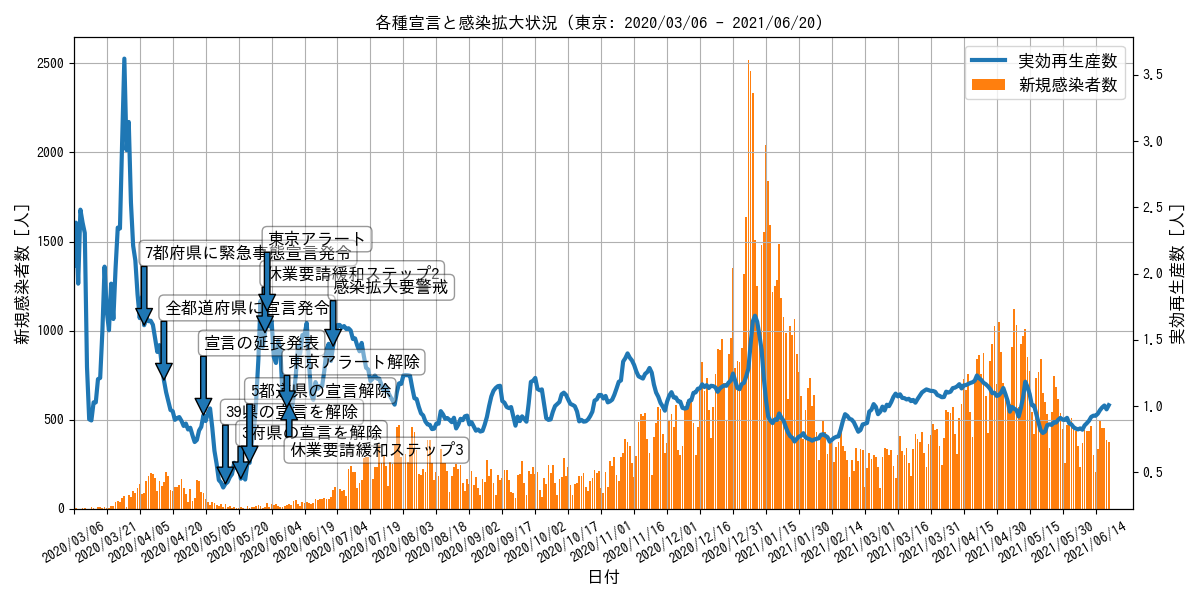 各種宣言と感染拡大状況 (東京: 2020/03/06 - 2021/06/20)
実効再生産数
新規感染者数
新規感染者数 [人]
2500
2000
1500
1000
500
0
3.5
3.0
2.5
2.0
1.5
1.0
0.5
実効再生産数 [人]
東京アラート
7都府県に緊急事態宣言発令
休業要請緩和ステップ2
感染拡大要警戒
全都道府県に宣言発令
宣言の延長発表
東京アラート解除
5都道県の宣言解除
39県の宣言を解除
3府県の宣言を解除
休業要請緩和ステップ3
2020/03/06
2020/03/21
2020/04/05
2020/04/20
2020/05/05
2020/05/20
2020/06/04
2020/06/19
2020/07/04
2020/07/19
2020/08/03
2020/08/18
2020/09/02
2020/09/17
2020/10/02
2020/10/17
2020/11/01
2020/11/16
2020/12/01
2020/12/16
2020/12/31
2021/01/15
2021/01/30
2021/02/14
2021/03/01
2021/03/16
2021/03/31
2021/04/15
2021/04/30
2021/05/15
2021/05/30
2021/06/14
日付